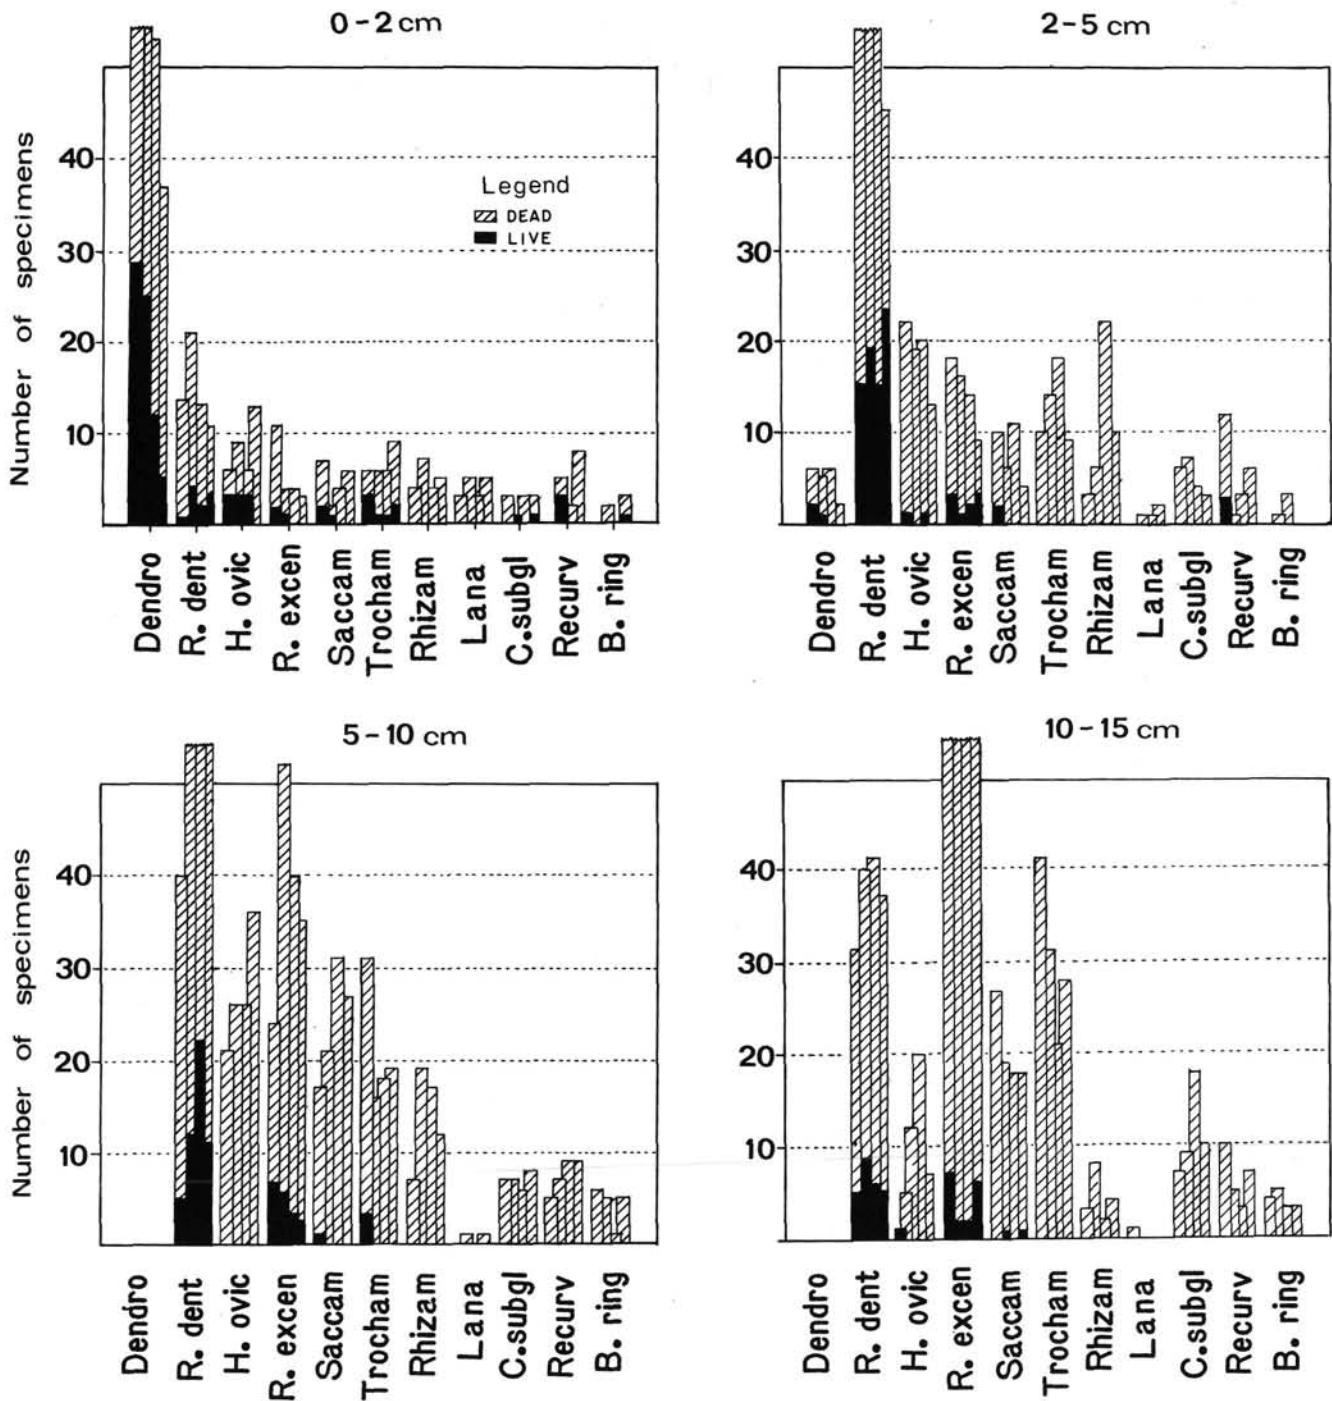 0-2 cm
Number of specimens
40
30
20
10
Legend
DEAD
LIVE
Dendro
R. dent
H. ovic
R. excen
Saccam
Trocham
Rhizam
Lana
C.subgl
Recurv
B. ring
2-5 cm
40
30
20
10
Dendro
R. dent
H. ovic
R. excen
Saccam
Trocham
Rhizam
Lana
C.subgl
Recurv
B. ring
5-10 cm
Number of specimens
40
30
20
10
Dendro
R. dent
H. ovic
R. excen
Saccam
Trocham
Rhizam
Lana
C.subgl
Recurv
B. ring
10-15 cm
40
30
20
10
Dendro
R. dent
H. ovic
R. excen
Saccam
Trocham
Rhizam
Lana
C.subgl
Recurv
B. ring